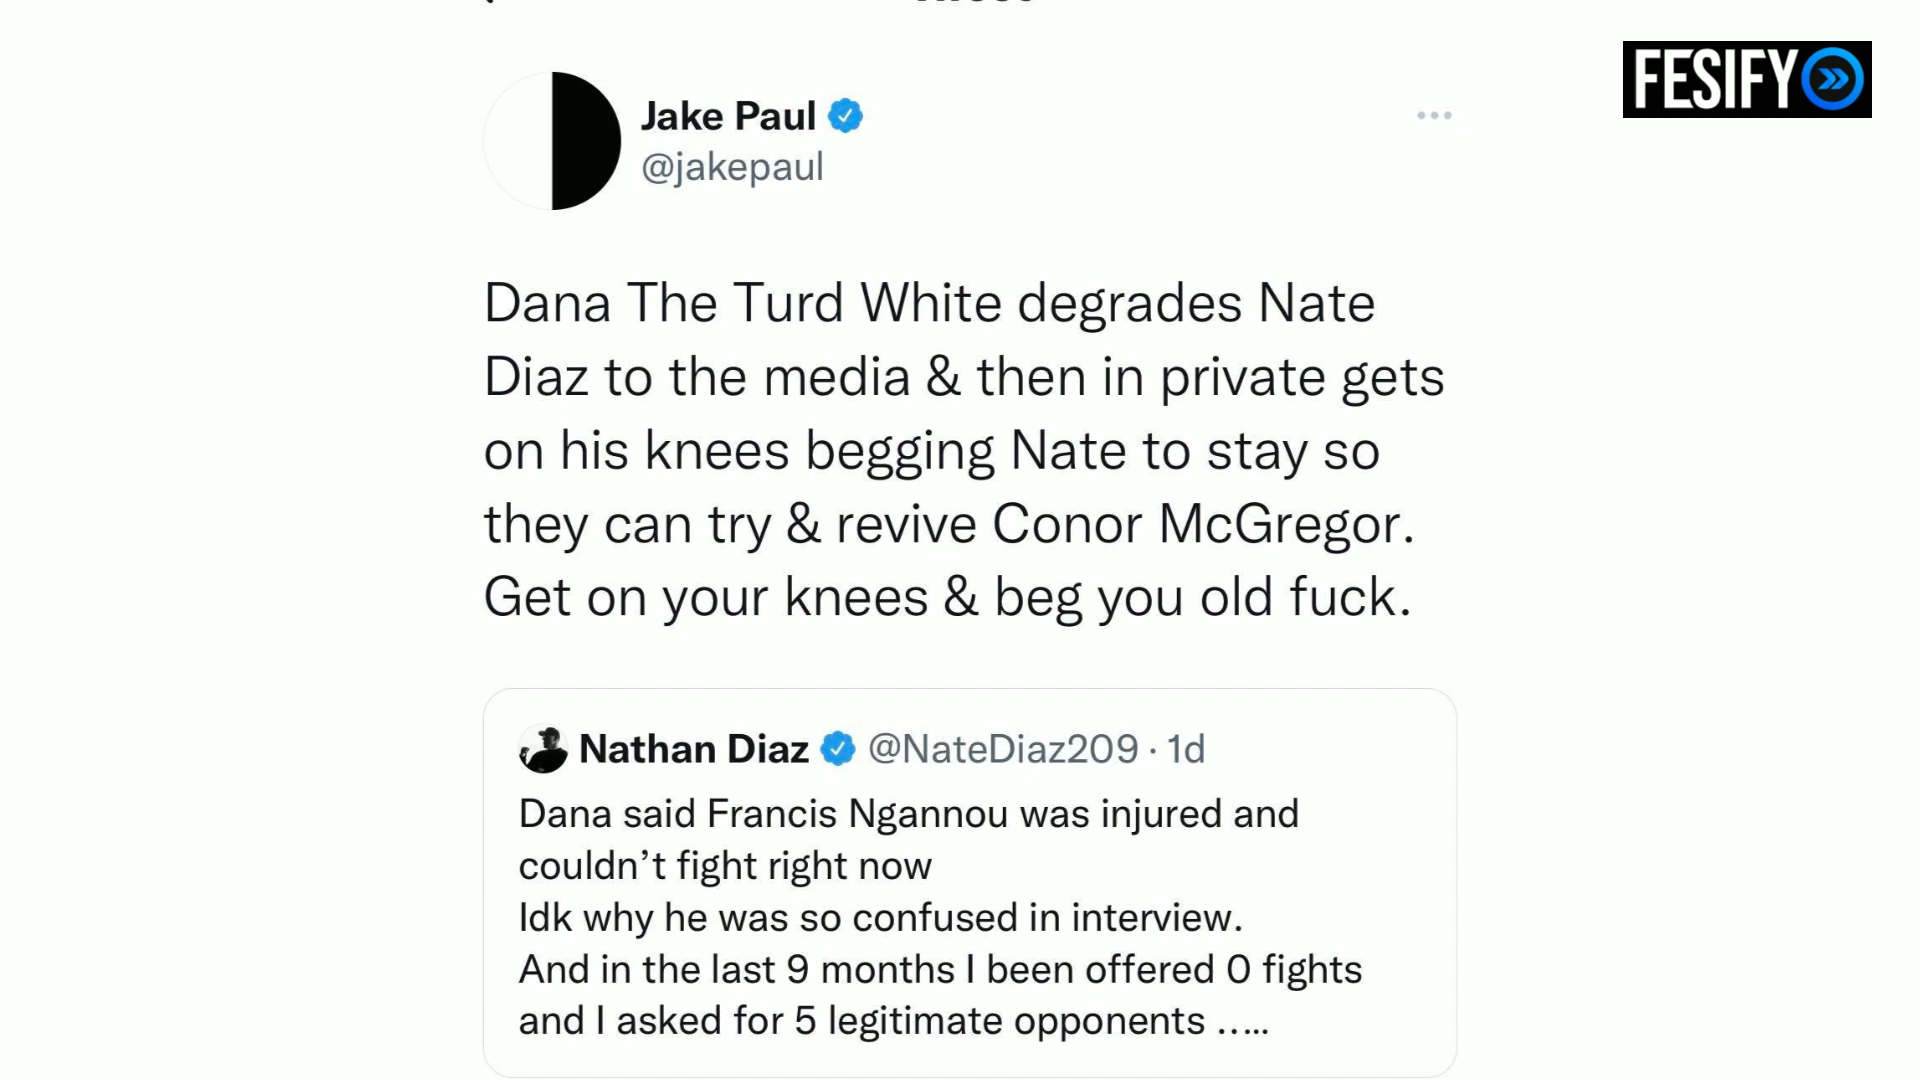 FESIFY
Jake Paul
@jakepaul
Dana The Turd White degrades Nate
Diaz to the media & then in private gets
on his knees begging Nate to stay so
they can try & revive Conor McGregor.
Get on your knees & beg you old fuck.
Nathan Diaz @NateDiaz209 · 1d
Dana said Francis Ngannou was injured and
couldn’t fight right now
Idk why he was so confused in interview.
And in the last 9 months I been offered 0 fights
and I asked for 5 legitimate opponents …..